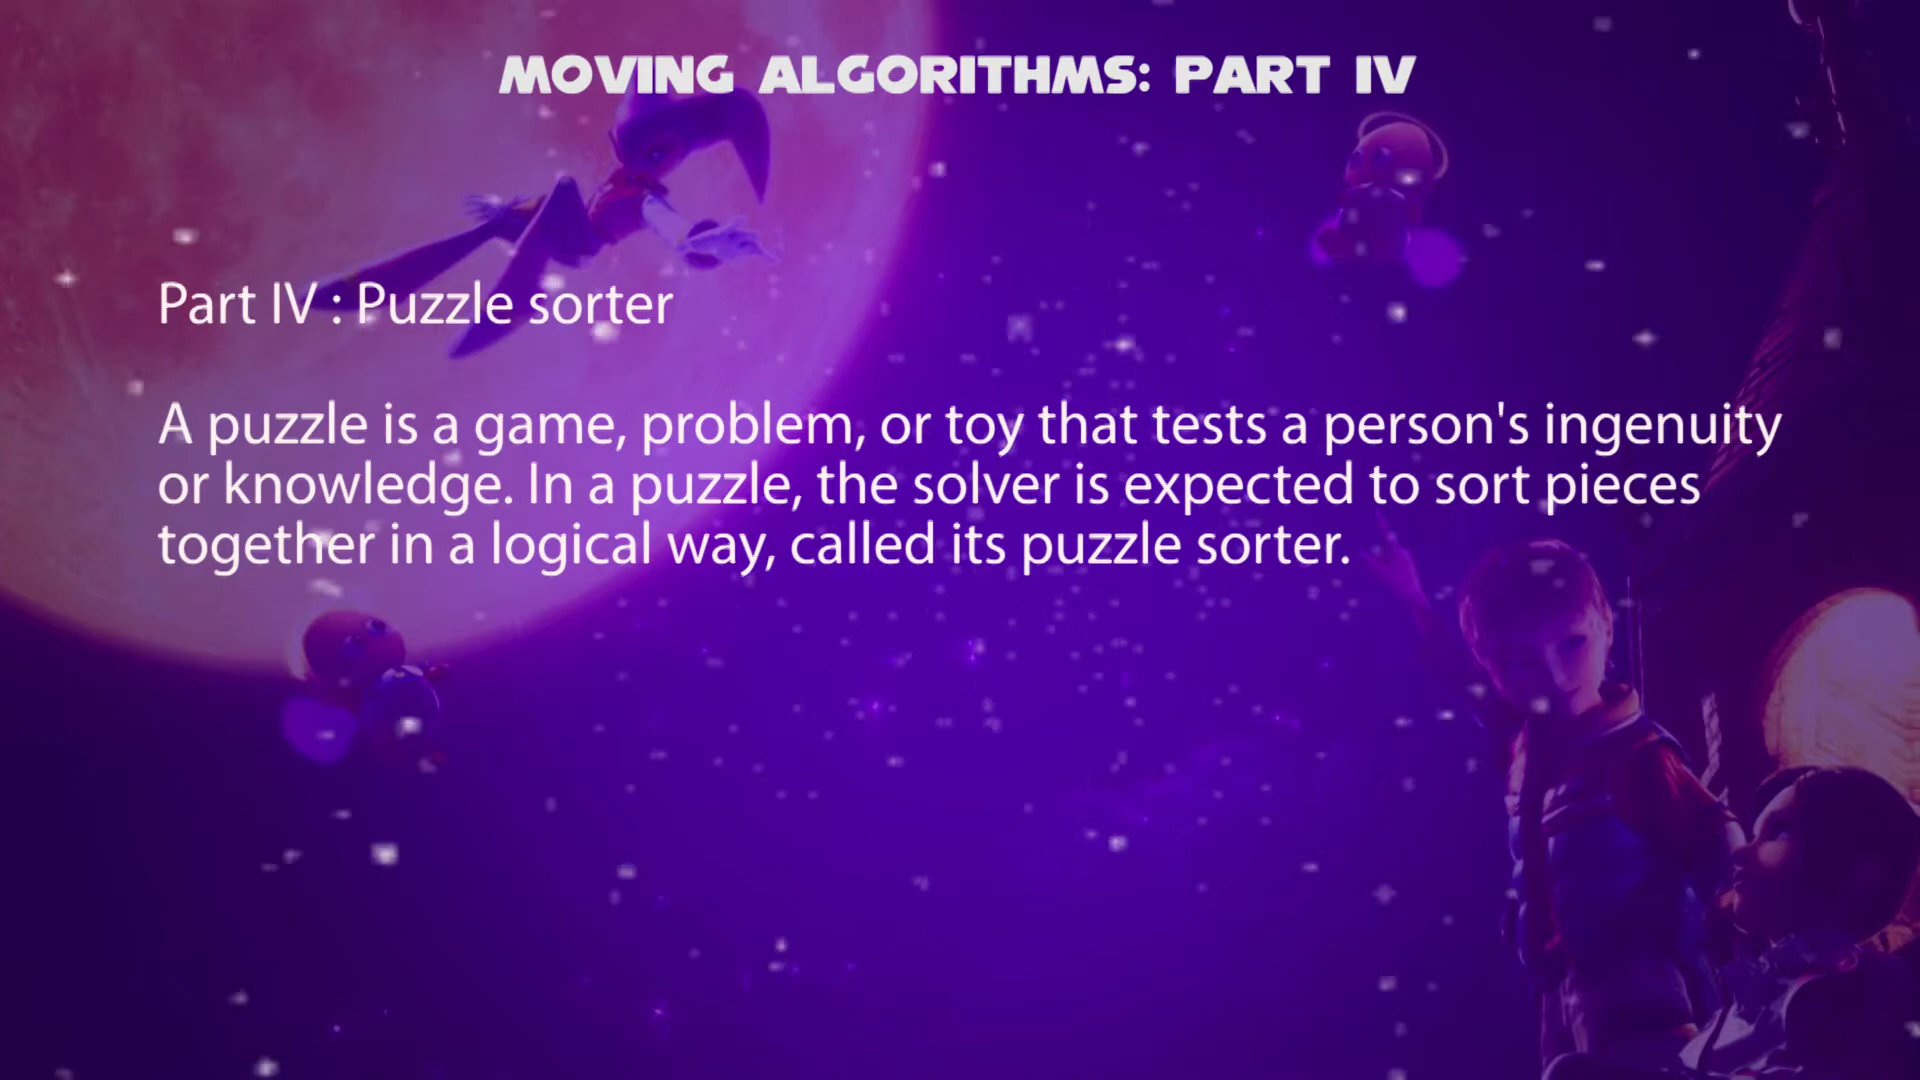 MOVING ALGORITHMS: PART IV
Part IV : Puzzle sorter
A puzzle is a game, problem, or toy that tests a person's ingenuity
or knowledge. In a puzzle, the solver is expected to sort pieces
together in a logical way, called its puzzle sorter.